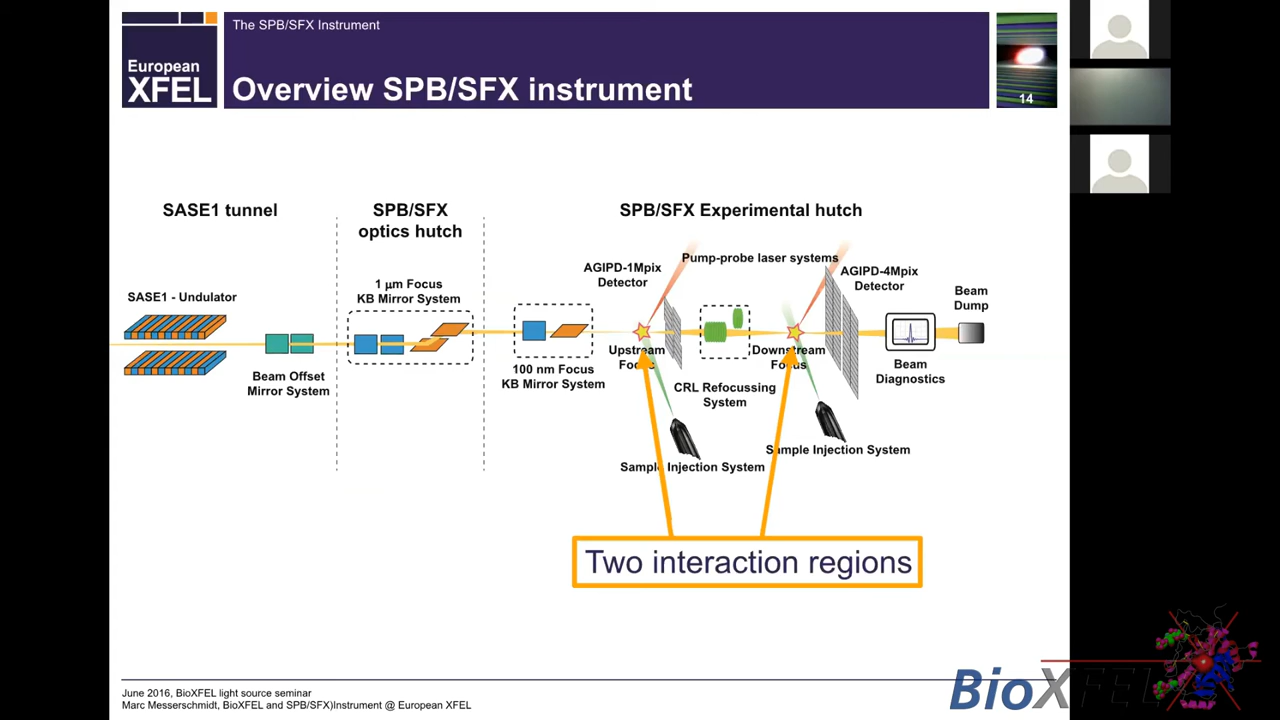 The SPB/SFX Instrument
European
XFEL
Overview SPB/SFX instrument
14
SASE1 tunnel
SPB/SFX
optics hutch
SPB/SFX Experimental hutch
SASE1 - Undulator
Beam Offset
Mirror System
1 μm Focus
KB Mirror System
100 nm Focus
KB Mirror System
AGIPD-1Mpix
Detector
Pump-probe laser systems
AGIPD-4Mpix
Detector
Beam
Dump
Upstream
Focus
CRL Refocussing
System
Downstream
Focus
Beam
Diagnostics
Sample Injection System
Sample Injection System
Two interaction regions
June 2016, BioXFEL light source seminar
Marc Messerschmidt, BioXFEL and SPB/SFX)Instrument @ European XFEL
BioXFEL